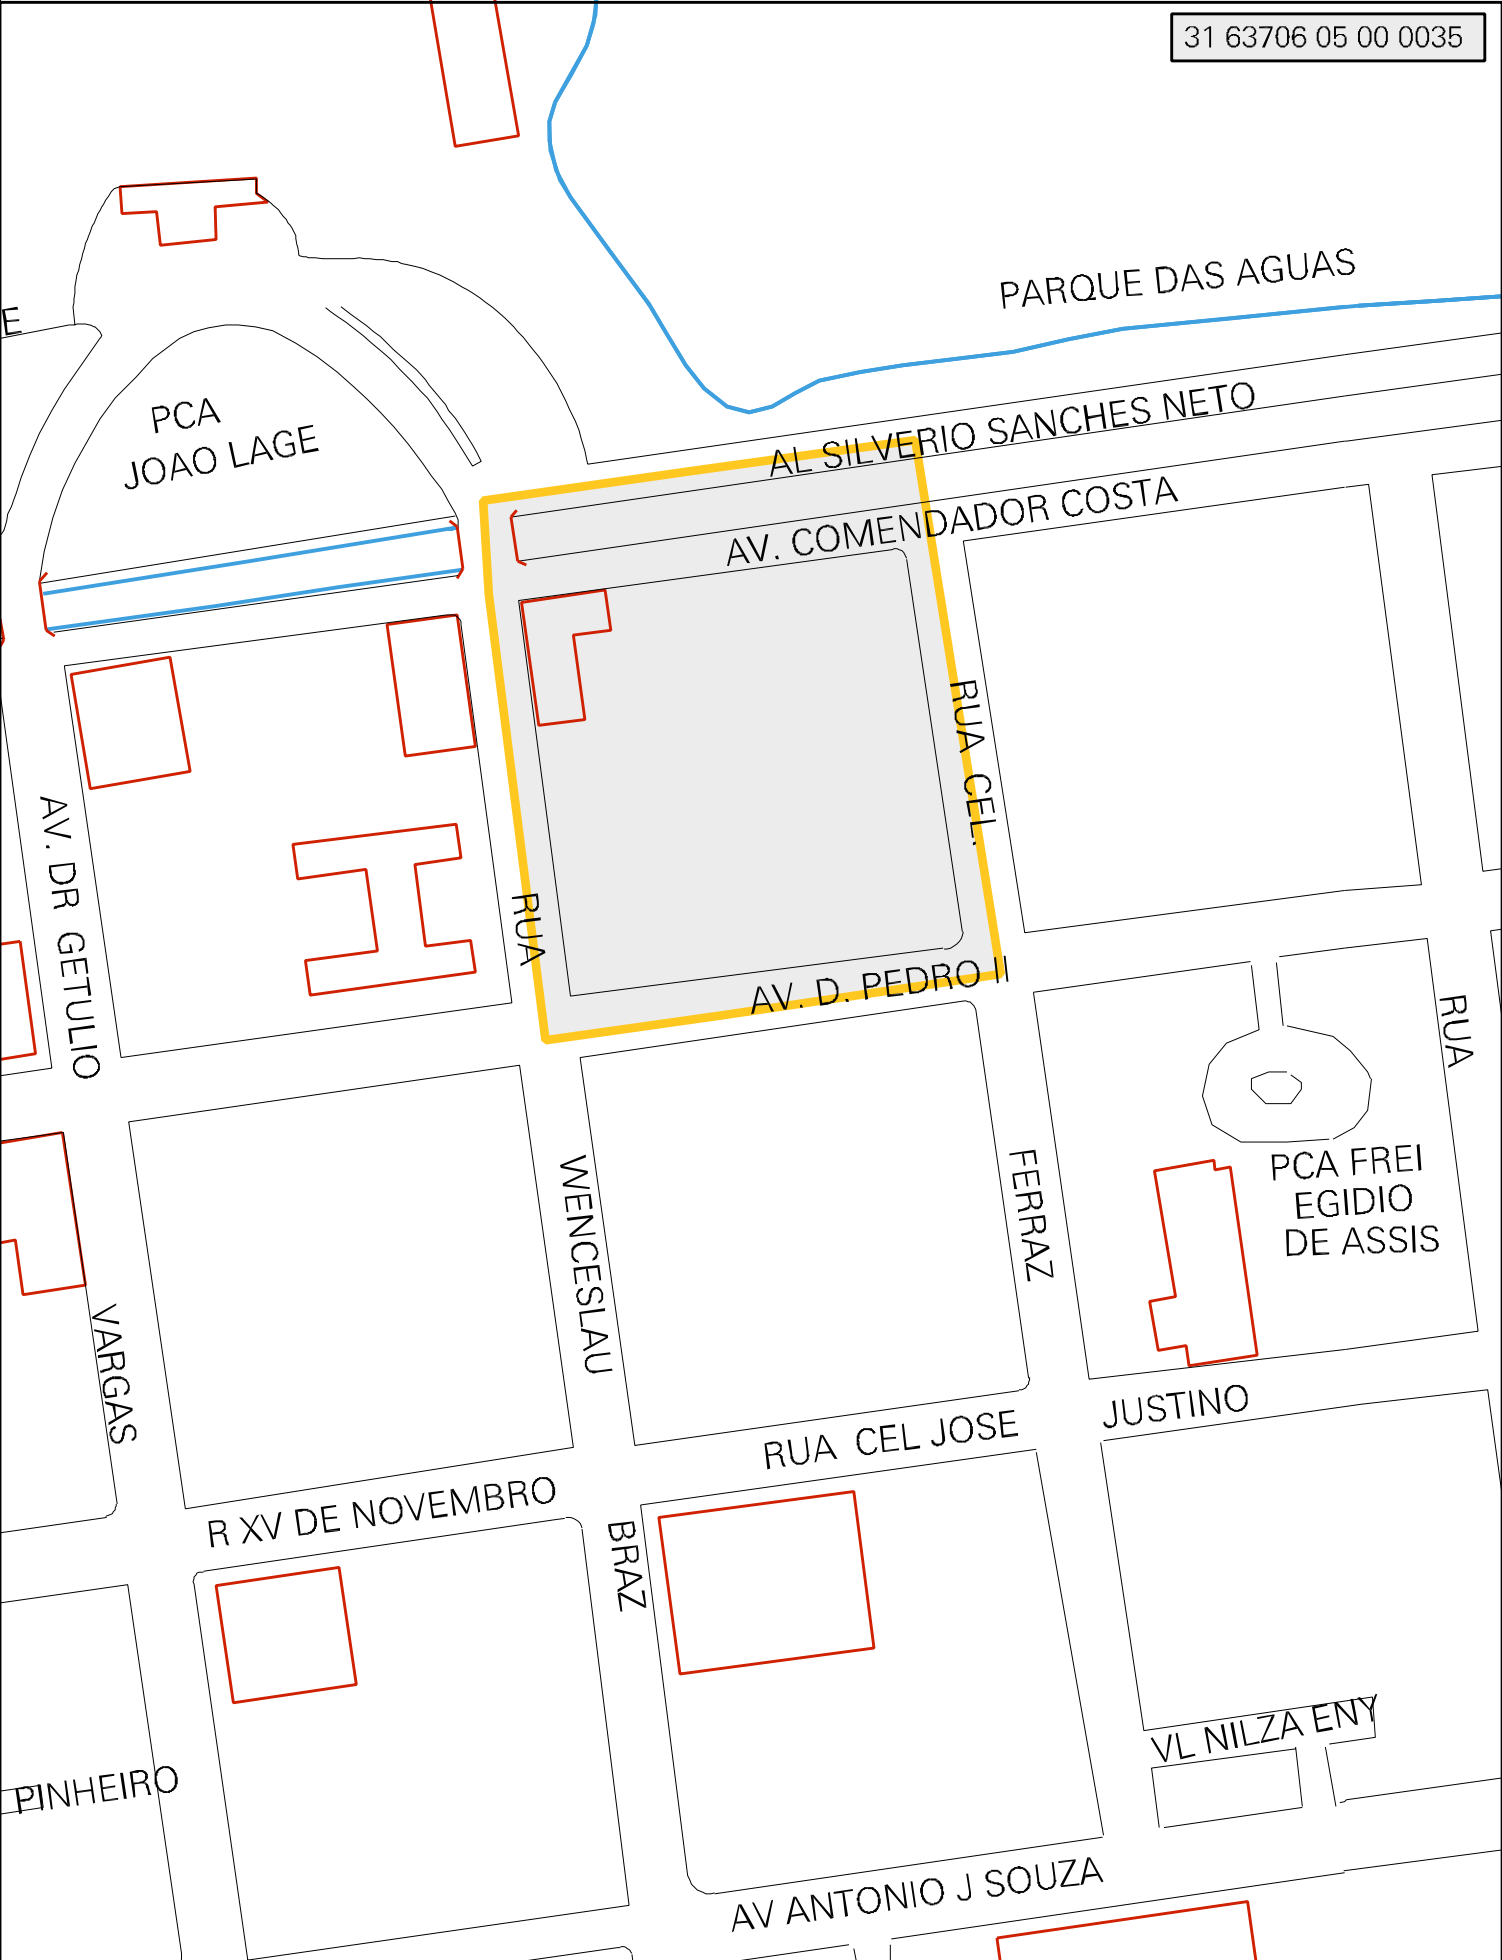 31 63706 05 00 0035
PARQUE DAS AGUAS
E
PCA
JOAO LAGE
AL SILVERIO SANCHES NETO
AV. COMENDADOR COSTA
RUA CEL.
FERRAZ
AV. DR GETULIO
VARGAS
RUA
WENCESLAU
BRAZ
AV. D. PEDRO II
RUA
PCA FREI
EGIDIO
DE ASSIS
RUA CEL JOSE JUSTINO
R XV DE NOVEMBRO
VL NILZA ENY
PINHEIRO
AV ANTONIO J SOUZA